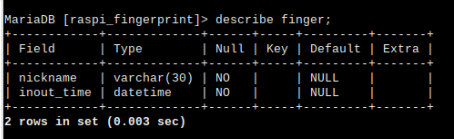 MariaDB [raspi_fingerprint]> describe finger;
+------------+-------------+------+-----+---------+-------+
| Field      | Type        | Null | Key | Default | Extra |
+------------+-------------+------+-----+---------+-------+
| nickname   | varchar(30) | NO   |     | NULL    |       |
| inout_time | datetime    | NO   |     | NULL    |       |
+------------+-------------+------+-----+---------+-------+
2 rows in set (0.003 sec)